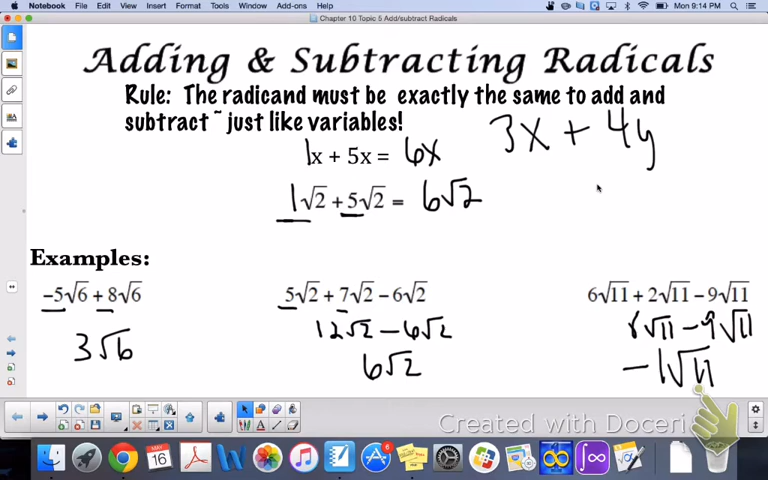 SMART Notebook File Edit View Insert Format Tools Window Add-ons Help Mon 9:14 PM
Chapter 10 Topic 5 Add/subtract Radicals
Adding & Subtracting Radicals
Rule: The radicand must be exactly the same to add and
subtract ~ just like variables!
3x + 4y
1x + 5x = 6x
1√2 + 5√2 = 6√2
Examples:
−5√6 + 8√6
5√2 + 7√2 − 6√2
6√11 + 2√11 − 9√11
3√6
12√2 − 6√2
8√11 − 9√11
6√2
−1√11
Created with Doceri
MAY
16
6